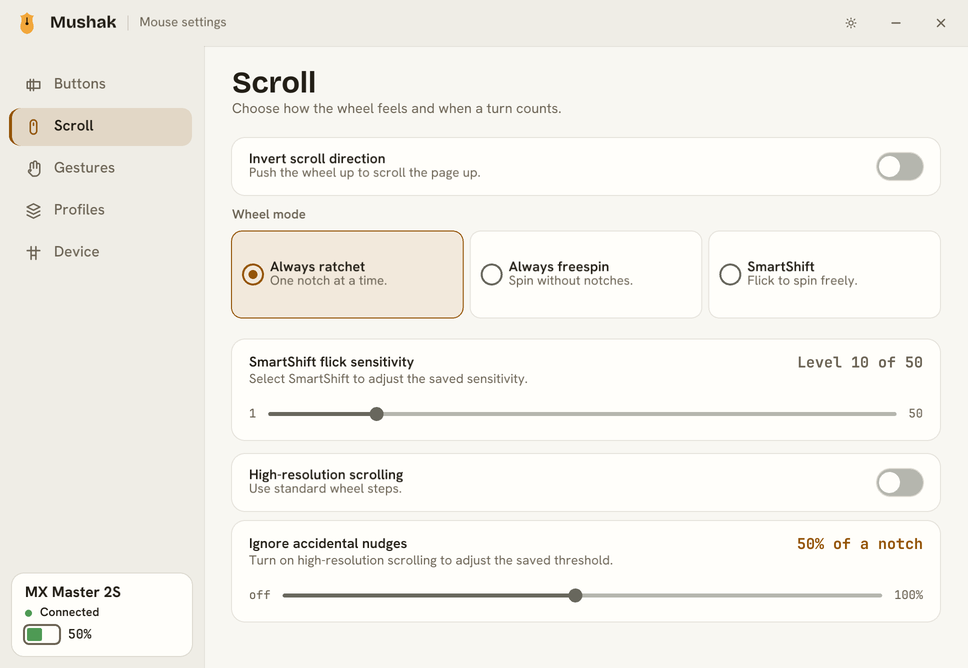 Mushak
Mouse settings
Buttons
Scroll
Gestures
Profiles
Device
MX Master 2S
Connected
50%
Scroll
Choose how the wheel feels and when a turn counts.
Invert scroll direction
Push the wheel up to scroll the page up.
Wheel mode
Always ratchet
One notch at a time.
Always freespin
Spin without notches.
SmartShift
Flick to spin freely.
SmartShift flick sensitivity
Level 10 of 50
Select SmartShift to adjust the saved sensitivity.
1
50
High-resolution scrolling
Use standard wheel steps.
Ignore accidental nudges
50% of a notch
Turn on high-resolution scrolling to adjust the saved threshold.
off
100%